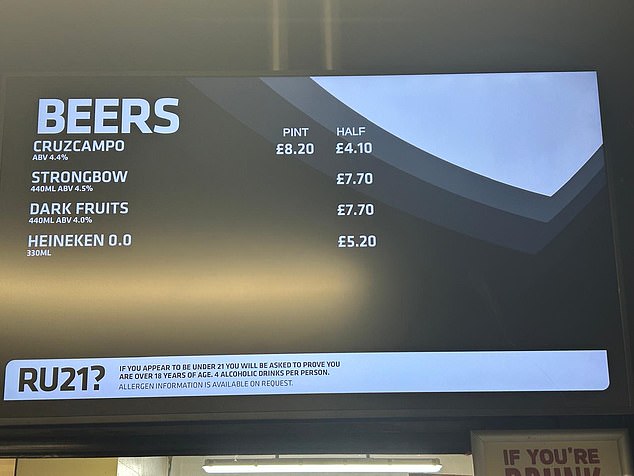 BEERS
PINT HALF
CRUZCAMPO £8.20 £4.10
ABV 4.4%
STRONGBOW £7.70
440ML ABV 4.5%
DARK FRUITS £7.70
440ML ABV 4.0%
HEINEKEN 0.0 £5.20
330ML
RU21?
IF YOU APPEAR TO BE UNDER 21 YOU WILL BE ASKED TO PROVE YOU
ARE OVER 18 YEARS OF AGE. 4 ALCOHOLIC DRINKS PER PERSON.
ALLERGEN INFORMATION IS AVAILABLE ON REQUEST.
IF YOU'RE